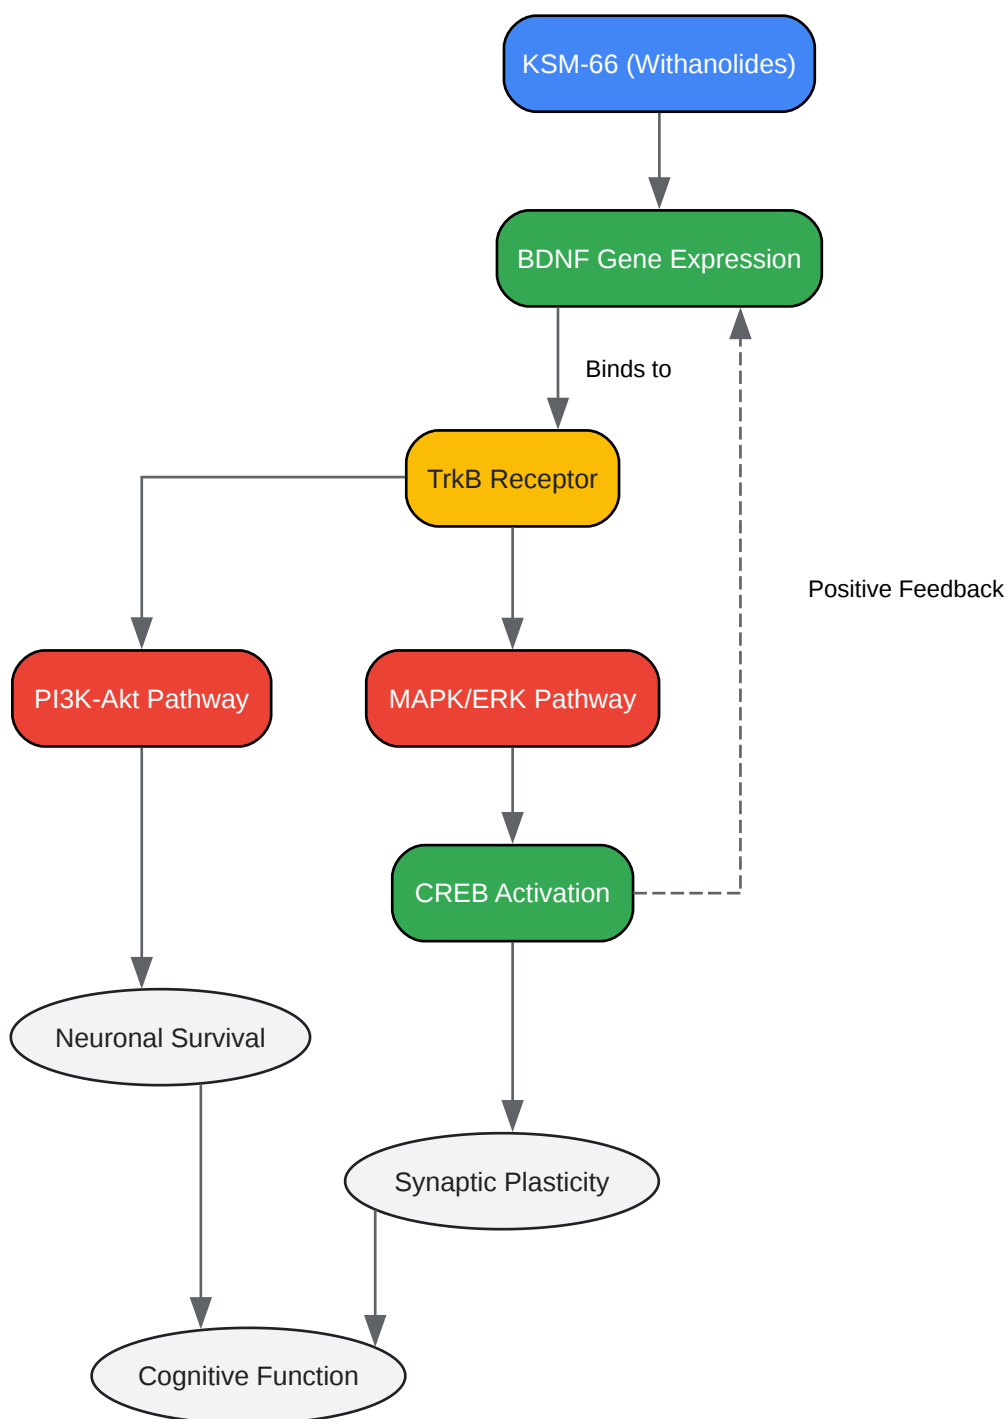 KSM-66 (Withanolides)
BDNF Gene Expression
Binds to
TrkB Receptor
Positive Feedback
PI3K-Akt Pathway
MAPK/ERK Pathway
CREB Activation
Neuronal Survival
Synaptic Plasticity
Cognitive Function